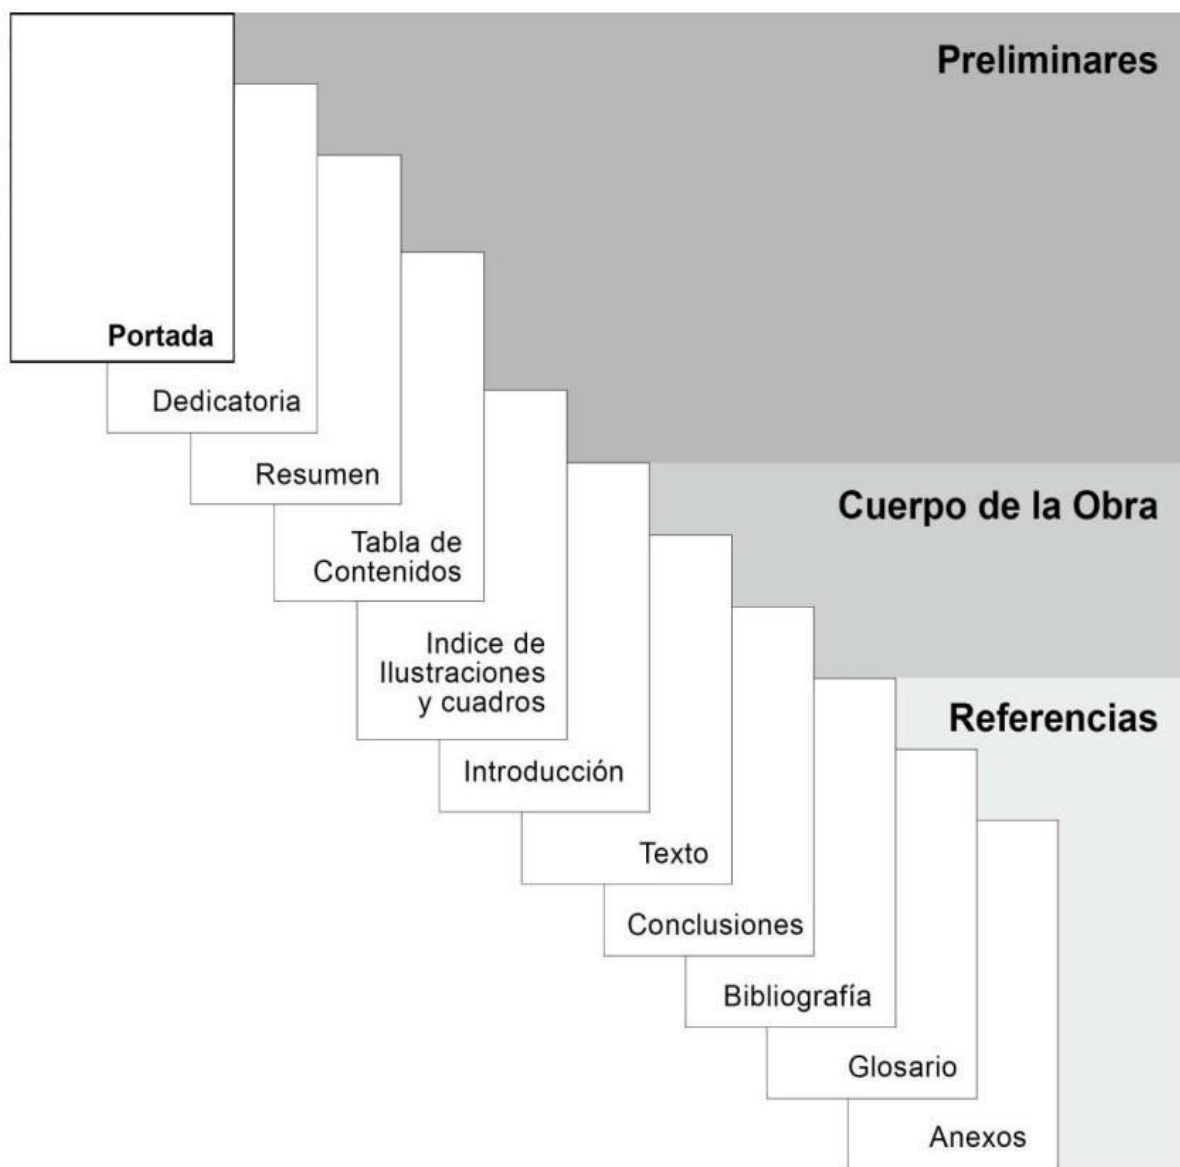 Preliminares
Portada
Dedicatoria
Resumen
Tabla de
Contenidos
Indice de
Ilustraciones
y cuadros
Cuerpo de la Obra
Introducción
Texto
Conclusiones
Referencias
Bibliografía
Glosario
Anexos